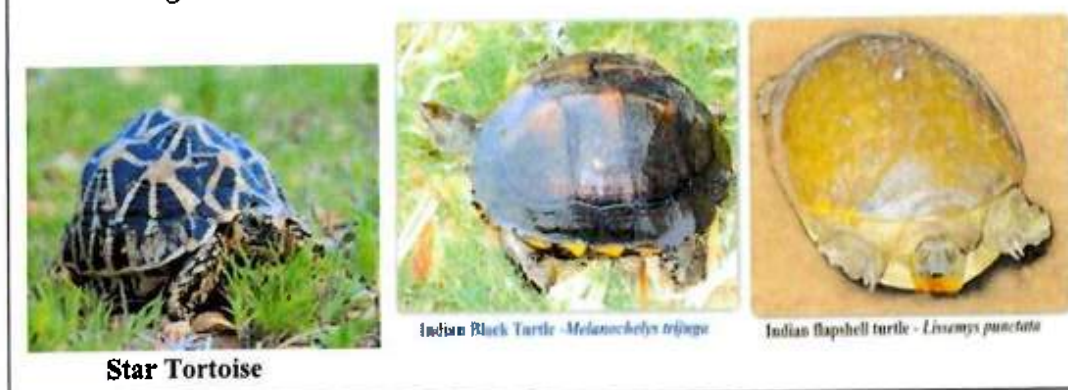 Indian Black Turtle -Melanochelys trijuga
Indian flapshell turtle - Lissemys punctata
Star Tortoise